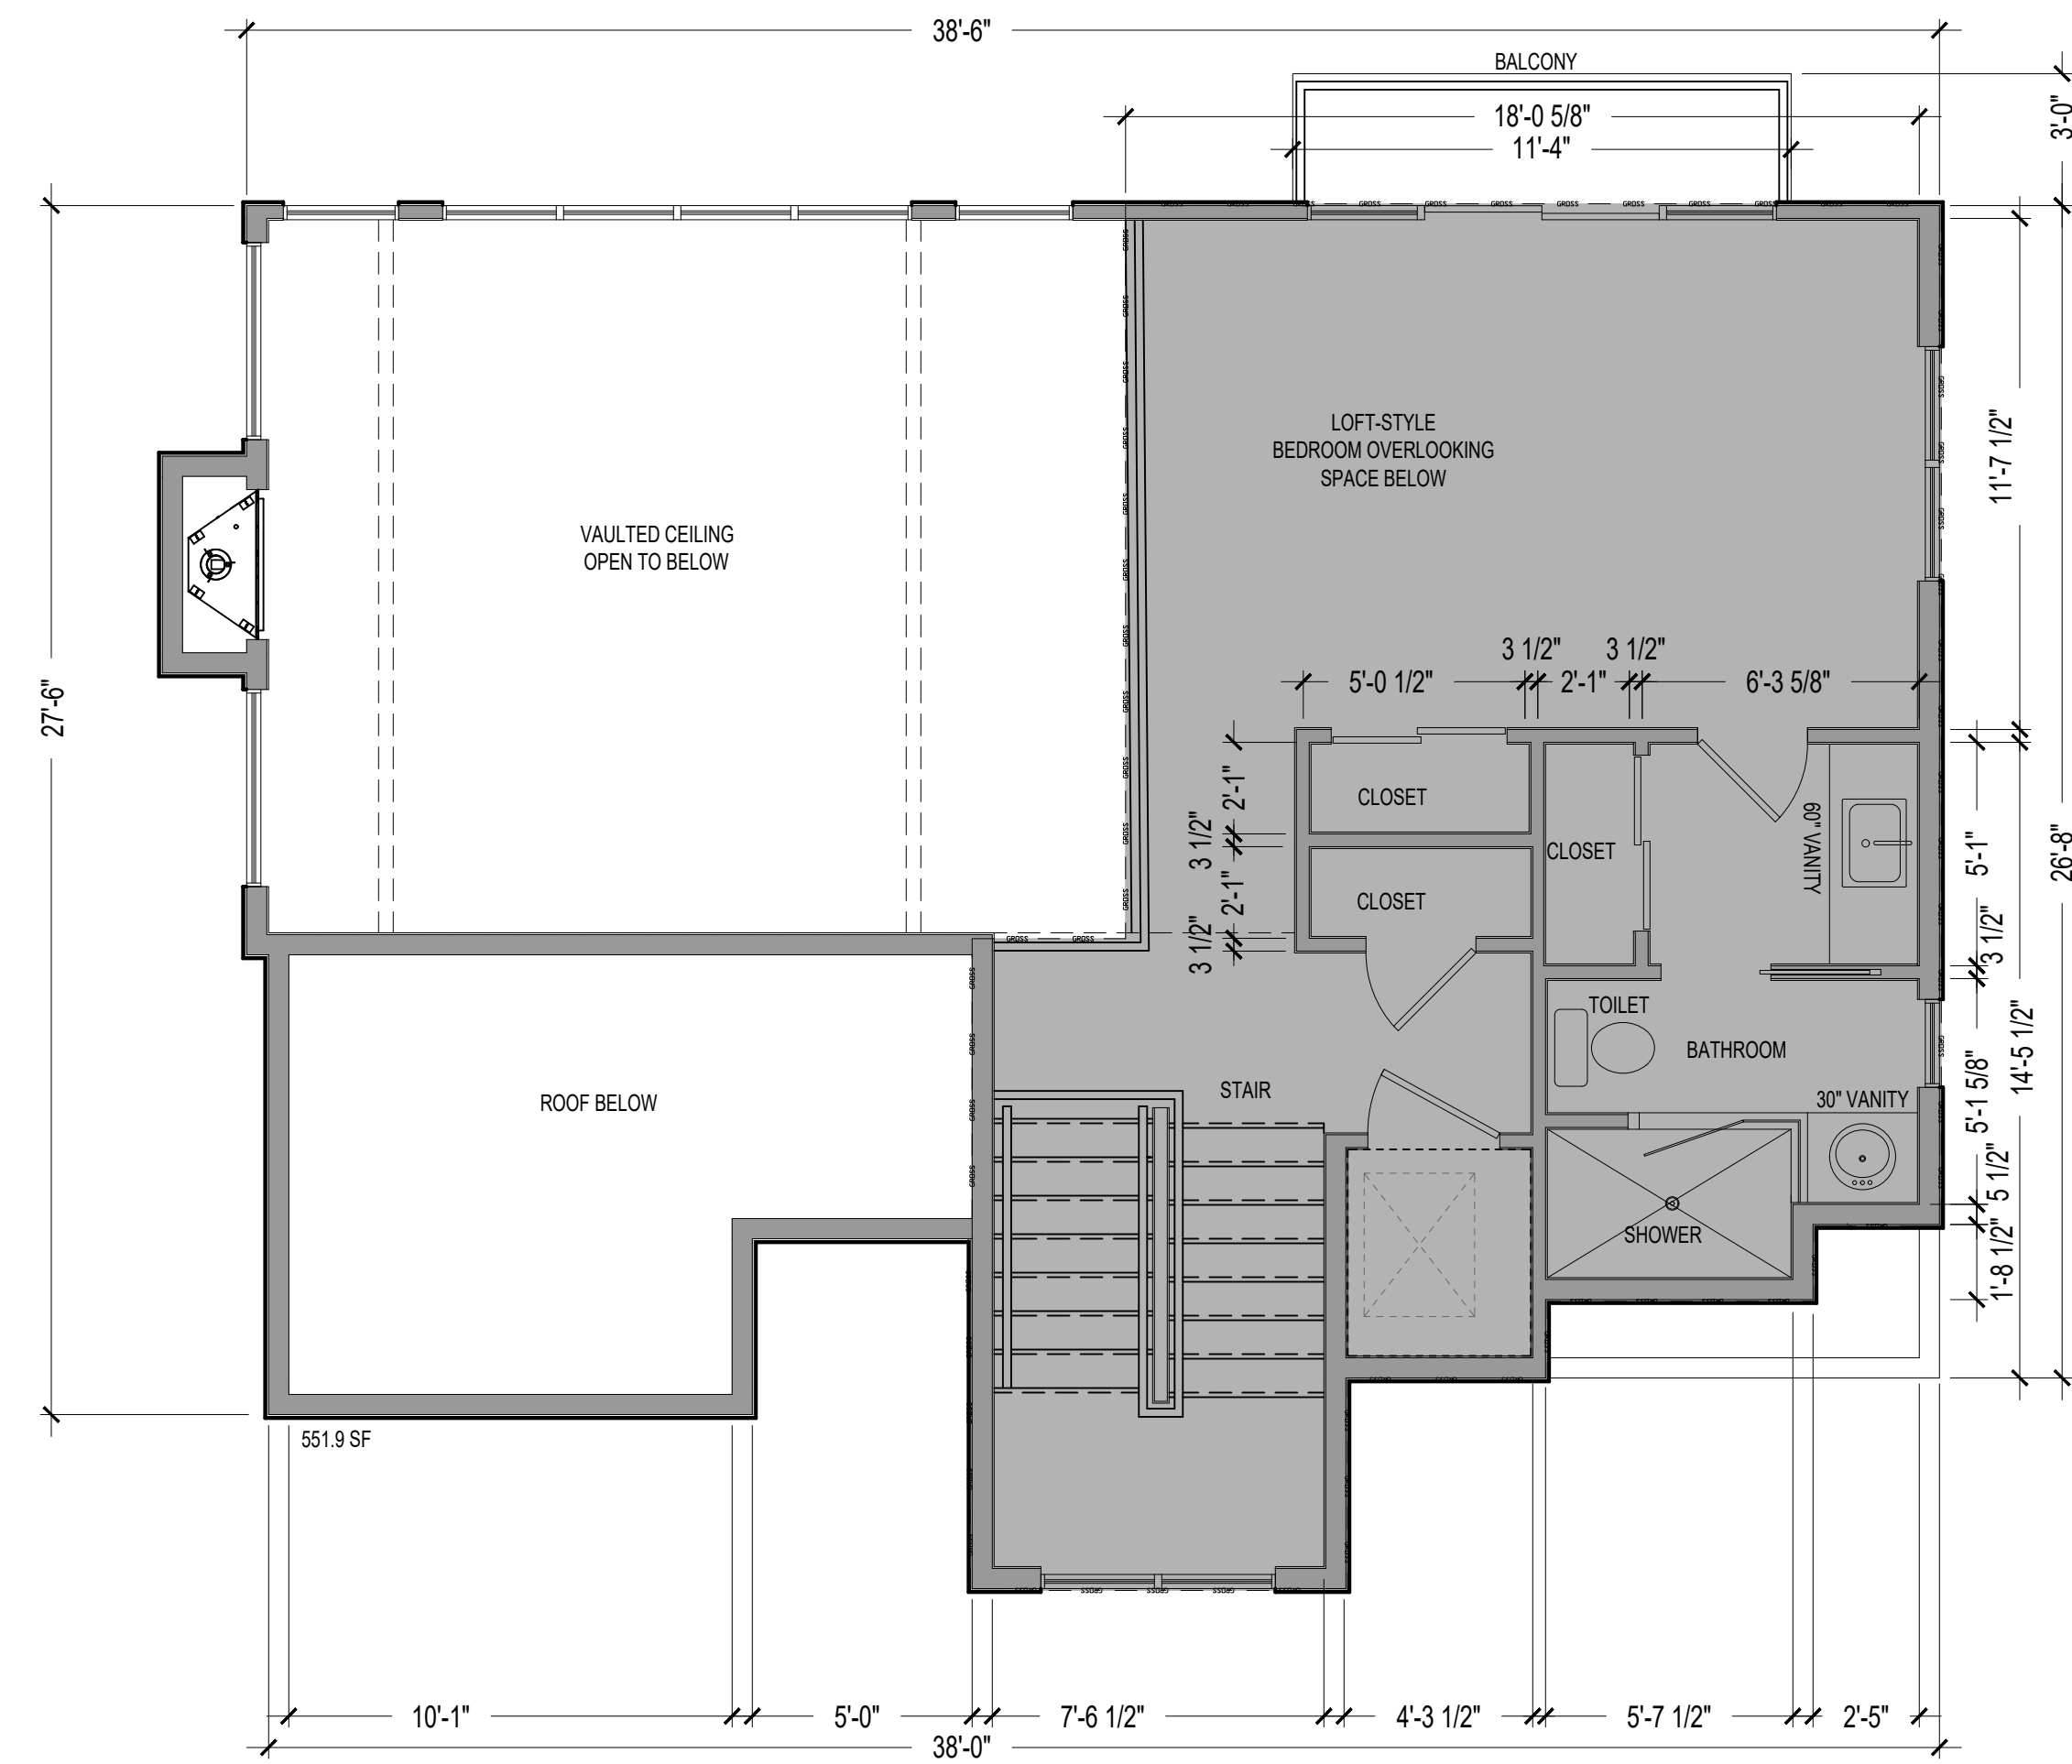 38'-6"
BALCONY
3'-0"
18'-0 5/8"
11'-4"
LOFT-STYLE
BEDROOM OVERLOOKING
SPACE BELOW
11'-7 1/2"
VAULTED CEILING
OPEN TO BELOW
27'-6"
3 1/2"
3 1/2"
5'-0 1/2"
2'-1"
6'-3 5/8"
2'-1"
CLOSET
3 1/2"
CLOSET
60" VANITY
5'-1"
26'-8"
2'-1"
CLOSET
3 1/2"
3 1/2"
TOILET
BATHROOM
14'-5 1/2"
STAIR
ROOF BELOW
30" VANITY
5'-1 5/8"
5 1/2"
SHOWER
1'-8 1/2"
551.9 SF
10'-1"
5'-0"
7'-6 1/2"
4'-3 1/2"
5'-7 1/2"
2'-5"
38'-0"
GROSS